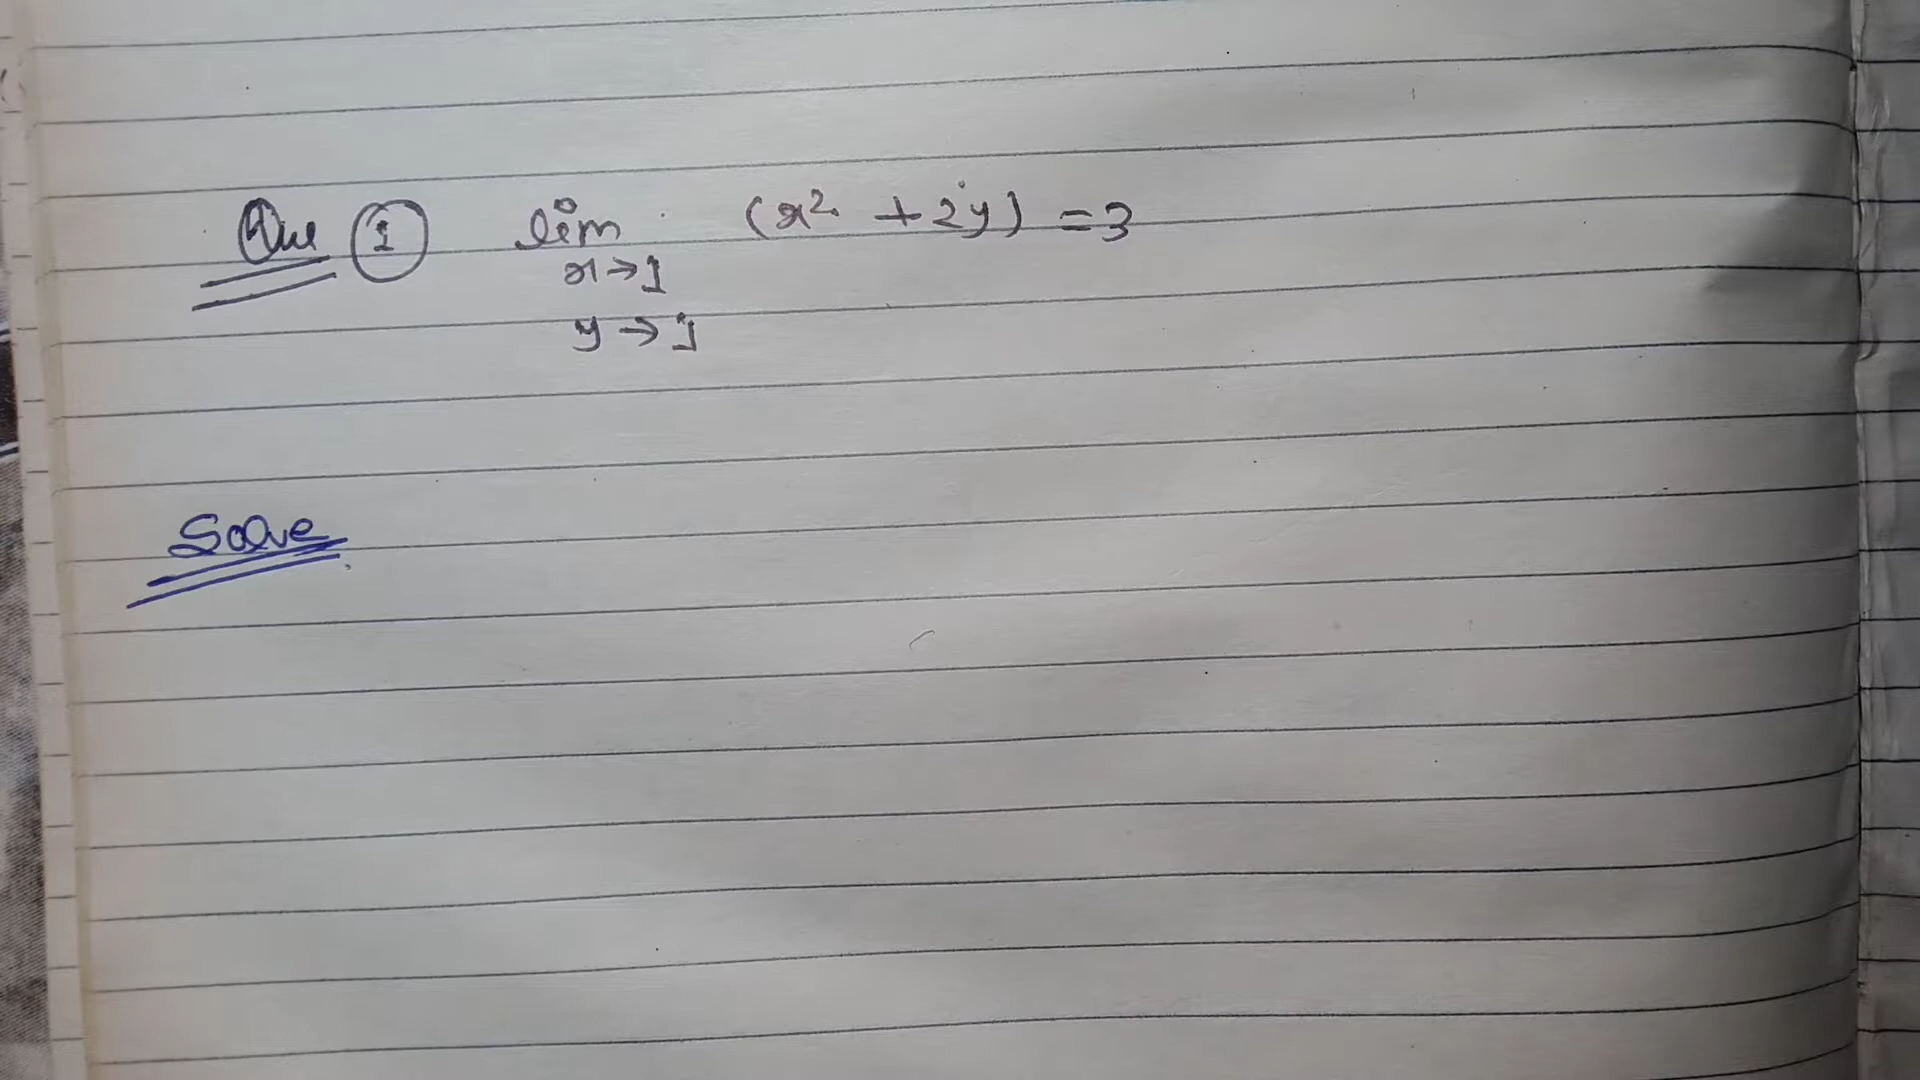 Que 1 lim (x² + 2y) = 3
x→1
y→1
Solve